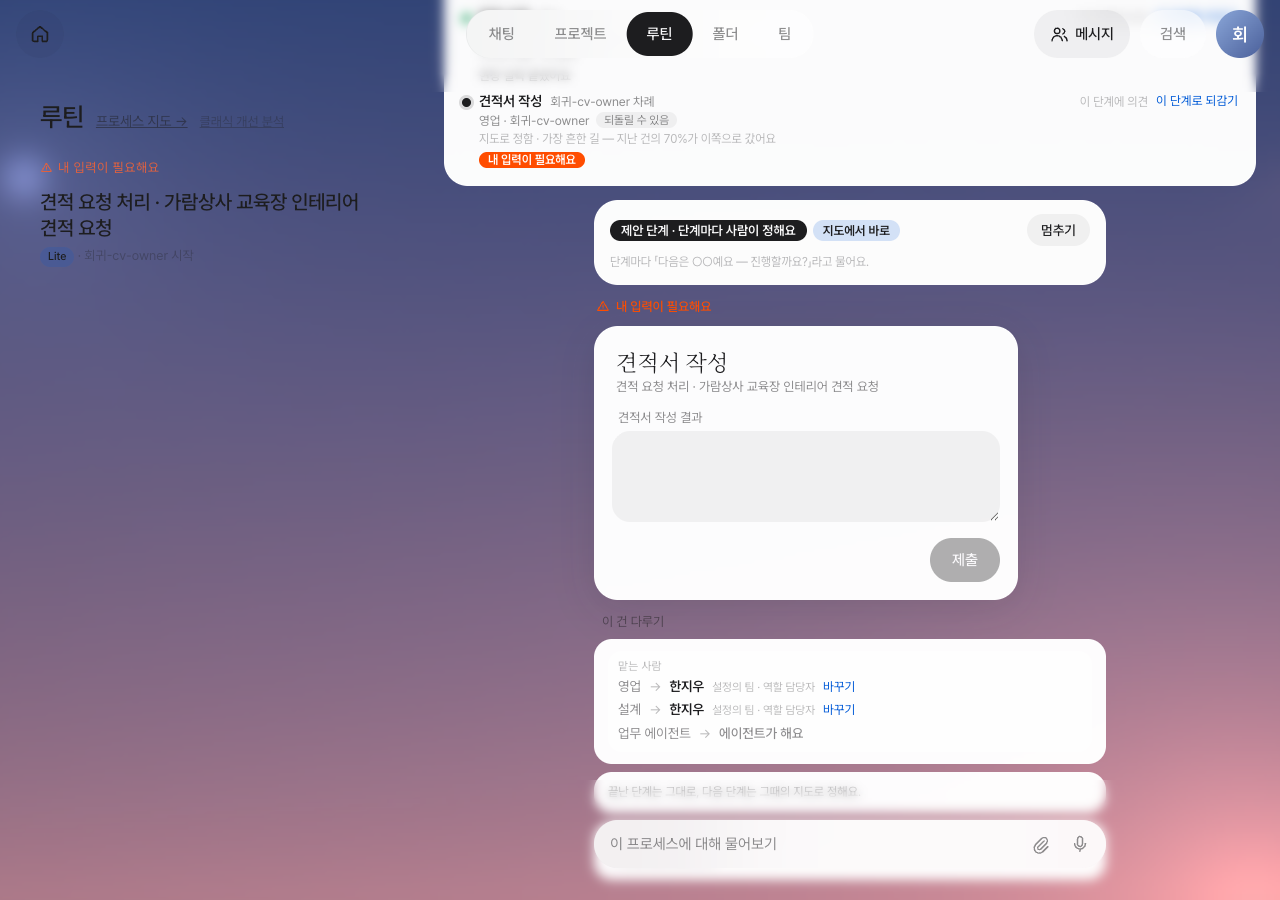 채팅
프로젝트
루틴
폴더
팀
메시지
검색
회
루틴
프로세스 지도 →
클래식 개선 분석
내 입력이 필요해요
견적 요청 처리 · 가람상사 교육장 인테리어
견적 요청
Lite · 회귀-cv-owner 시작
견적서 작성 회귀-cv-owner 차례
이 단계에 의견 이 단계로 되감기
영업 · 회귀-cv-owner 되돌릴 수 있음
지도로 정함 · 가장 흔한 길 — 지난 건의 70%가 이쪽으로 갔어요
내 입력이 필요해요
제안 단계 · 단계마다 사람이 정해요 지도에서 바로
멈추기
단계마다 「다음은 〇〇예요 — 진행할까요?」라고 물어요.
내 입력이 필요해요
견적서 작성
견적 요청 처리 · 가람상사 교육장 인테리어 견적 요청
견적서 작성 결과
제출
이 건 다루기
맡는 사람
영업 → 한지우 설정의 팀 · 역할 담당자 바꾸기
설계 → 한지우 설정의 팀 · 역할 담당자 바꾸기
업무 에이전트 → 에이전트가 해요
끝난 단계는 그대로, 다음 단계는 그때의 지도로 정해요.
이 프로세스에 대해 물어보기